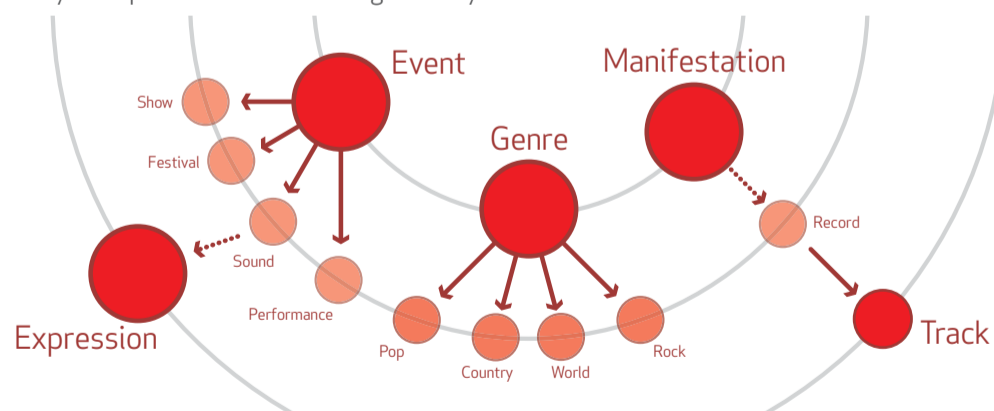 Event
Manifestation
Show
Genre
Festival
Record
Sound
Performance
Expression
Track
Pop
Rock
Country
World